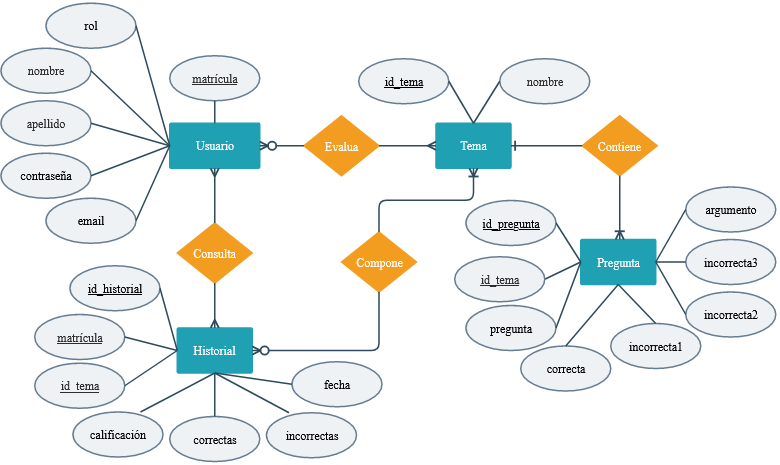 rol
nombre
matrícula
id_tema
nombre
apellido
Usuario
Evalua
Tema
Contiene
contraseña
email
id_pregunta
argumento
Consulta
Compone
Pregunta
incorrecta3
id_historial
id_tema
incorrecta2
matrícula
pregunta
Historial
incorrecta1
correcta
id_tema
fecha
calificación
correctas
incorrectas